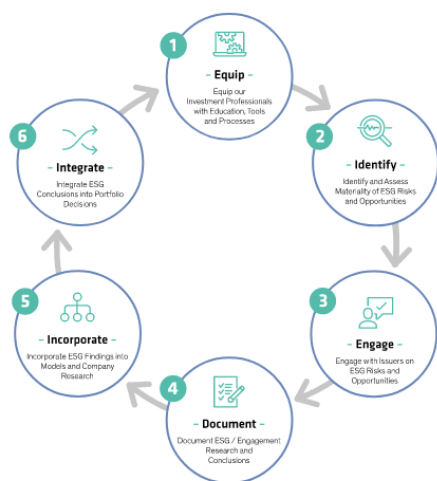 1
- Equip -
Equip our
Investment Professionals
with Education, Tools
and Processes
2
- Identify -
Identify and Assess
Materiality of ESG Risks
and Opportunities
3
- Engage -
Engage with Issuers on
ESG Risks and
Opportunities
4
- Document -
Document ESG / Engagement
Research and
Conclusions
5
- Incorporate -
Incorporate ESG Findings into
Models and Company
Research
6
- Integrate -
Integrate ESG
Conclusions into Portfolio
Decisions